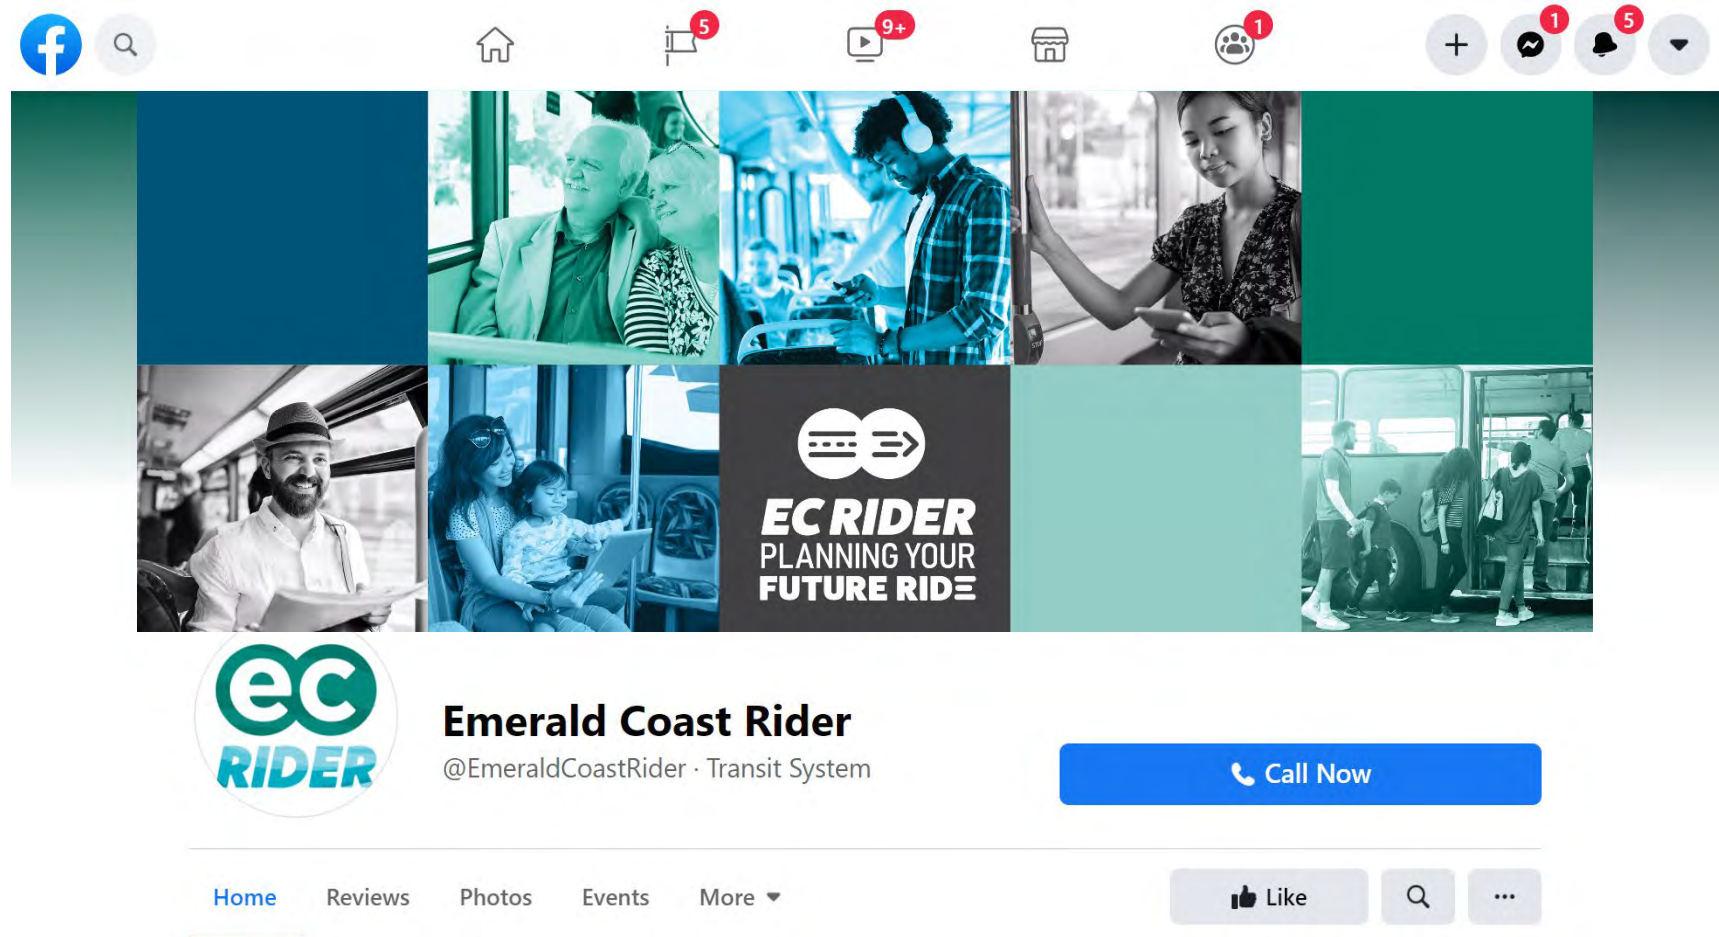 5
9+
1
1
5
EC RIDER
PLANNING YOUR
FUTURE RIDE
ec
RIDER
Emerald Coast Rider
@EmeraldCoastRider · Transit System
Call Now
Home Reviews Photos Events More
Like